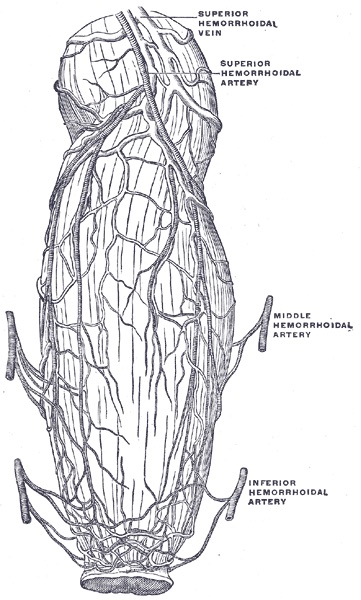 SUPERIOR
HEMORRHOIDAL
VEIN
SUPERIOR
HEMORRHOIDAL
ARTERY
MIDDLE
HEMORRHOIDAL
ARTERY
INFERIOR
HEMORRHOIDAL
ARTERY